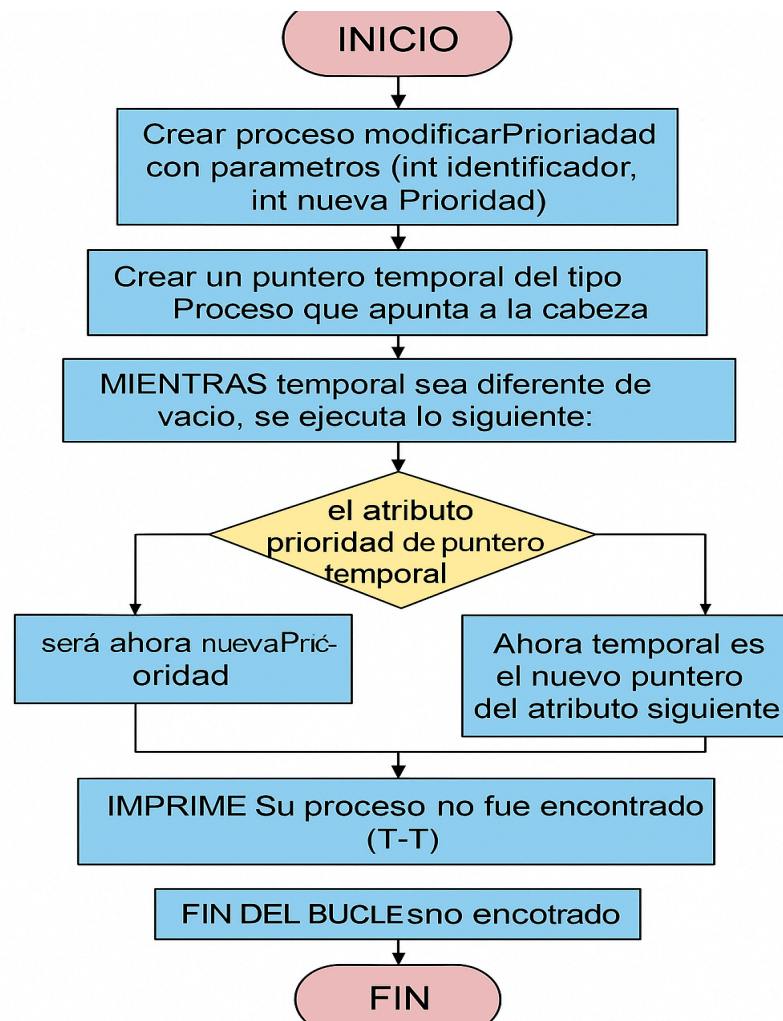 INICIO
Crear proceso modificarPrioriadad
con parametros (int identificador,
int nueva Prioridad)
Crear un puntero temporal del tipo
Proceso que apunta a la cabeza
MIENTRAS temporal sea diferente de
vacio, se ejecuta lo siguiente:
el atributo
prioridad de puntero
temporal
será ahora nuevaPrić-
oridad
Ahora temporal es
el nuevo puntero
del atributo siguiente
IMPRIME Su proceso no fue encontrado
(T-T)
FIN DEL BUCLE sno encotrado
FIN